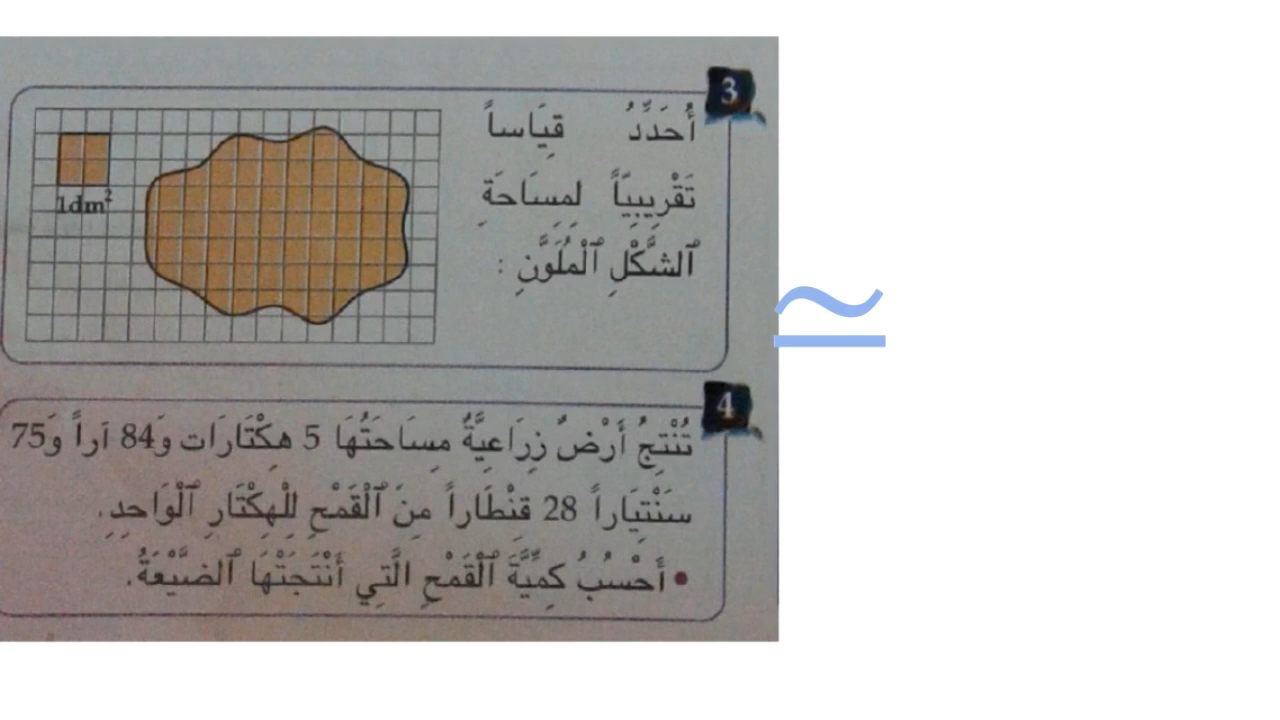 3
أُحَدِّدُ قِيَاساً
تَقْرِيبِيّاً لِمِسَاحَةِ
ٱلشَّكْلِ ٱلْمُلَوَّنِ :
1dm²
≃
4
تُنْتِجُ أَرْضٌ زِرَاعِيَّةٌ مِسَاحَتُهَا 5 هِكْتَارَات وَ84 آراً وَ75
سَنْتِيَاراً 28 قِنْطَاراً مِنَ ٱلْقَمْحِ لِلْهِكْتَارِ ٱلْوَاحِدِ.
• أَحْسُبُ كَمِّيَّةَ ٱلْقَمْحِ الَّتِي أَنْتَجَتْهَا ٱلضَّيْعَةُ.